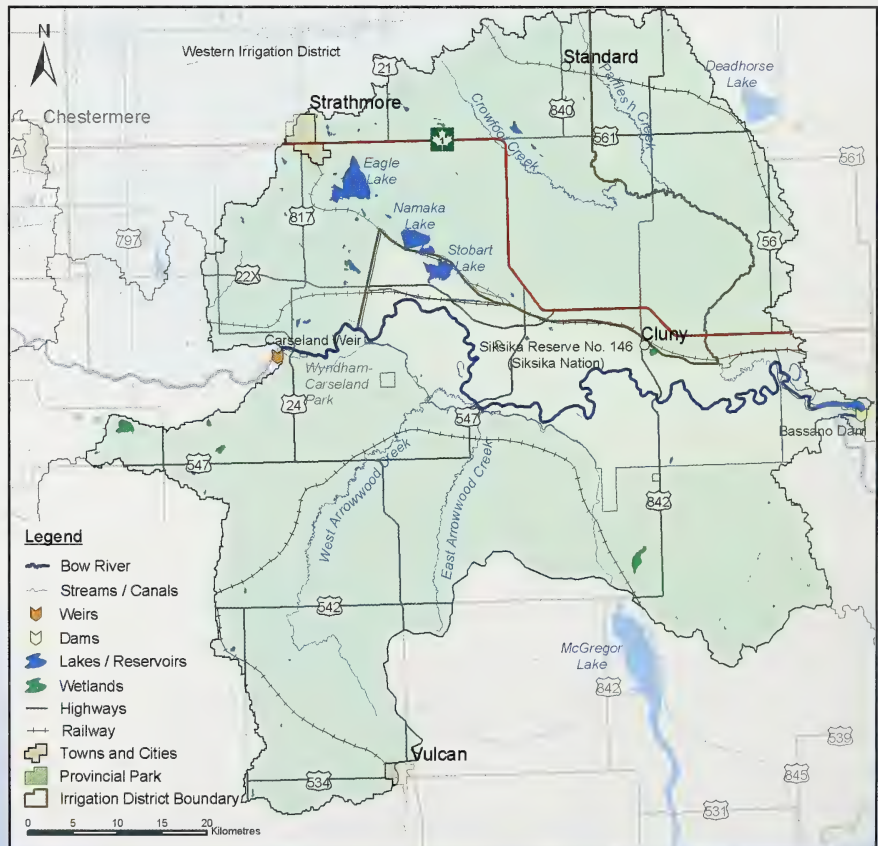 N
Western Irrigation District
21
Standard
Deadhorse
Lake
Strathmore
Chestermere
840
Crowfoot Creek
561
A
1
561
Eagle
Lake
817
Namaka
Lake
797
Stobart
Lake
56
22X
Carseland Weir
Siksika Reserve No. 146
(Siksika Nation)
Cluny
Wyndham-
Carseland
Park
24
547
Bassano Dam
547
West Arrowwood Creek
East Arrowwood Creek
842
542
McGregor
Lake
842
539
Vulcan
534
845
531
Legend
Bow River
Streams / Canals
Weirs
Dams
Lakes / Reservoirs
Wetlands
Highways
Railway
Towns and Cities
Provincial Park
Irrigation District Boundary
0 5 10 15 20
Kilometres